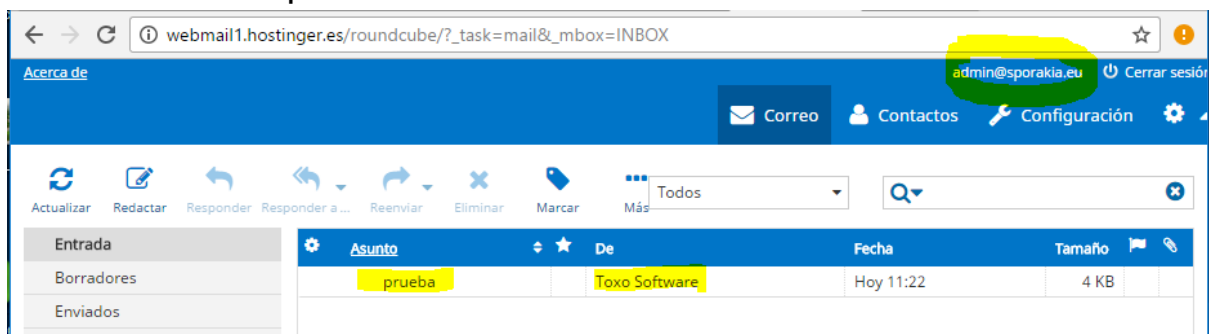 webmail1.hostinger.es/roundcube/?_task=mail&_mbox=INBOX
Acerca de admin@sporakia.eu Cerrar sesión
Correo Contactos Configuración
Actualizar Redactar Responder Responder a ... Reenviar Eliminar Marcar Más Todos
Entrada Asunto De Fecha Tamaño
Borradores prueba Toxo Software Hoy 11:22 4 KB
Enviados